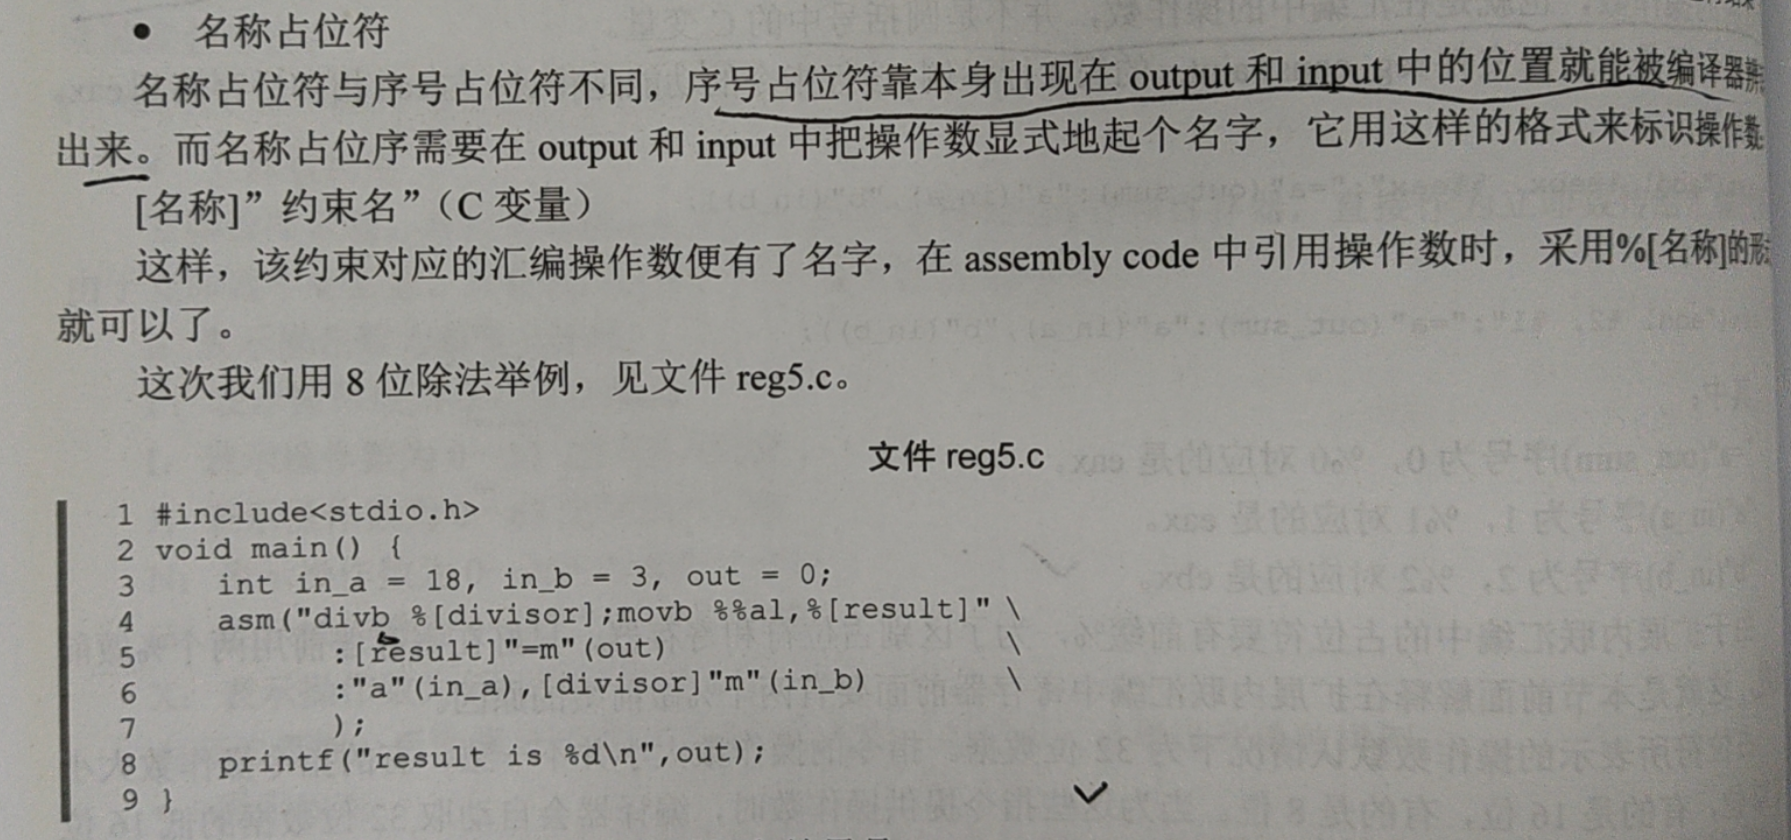 • 名称占位符
名称占位符与序号占位符不同，序号占位符靠本身出现在 output 和 input 中的位置就能被编译器
出来。而名称占位序需要在 output 和 input 中把操作数显式地起个名字，它用这样的格式来标识操作数
[名称]”约束名”（C 变量）
这样，该约束对应的汇编操作数便有了名字，在 assembly code 中引用操作数时，采用%[名称]的形
就可以了。
这次我们用 8 位除法举例，见文件 reg5.c。
文件 reg5.c
1 #include<stdio.h>
2 void main() {
3 int in_a = 18, in_b = 3, out = 0;
4 asm("divb %[divisor];movb %%al,%[result]" \
5 :[result]"=m"(out) \
6 :"a"(in_a),[divisor]"m"(in_b) \
7 );
8 printf("result is %d\n",out);
9 }